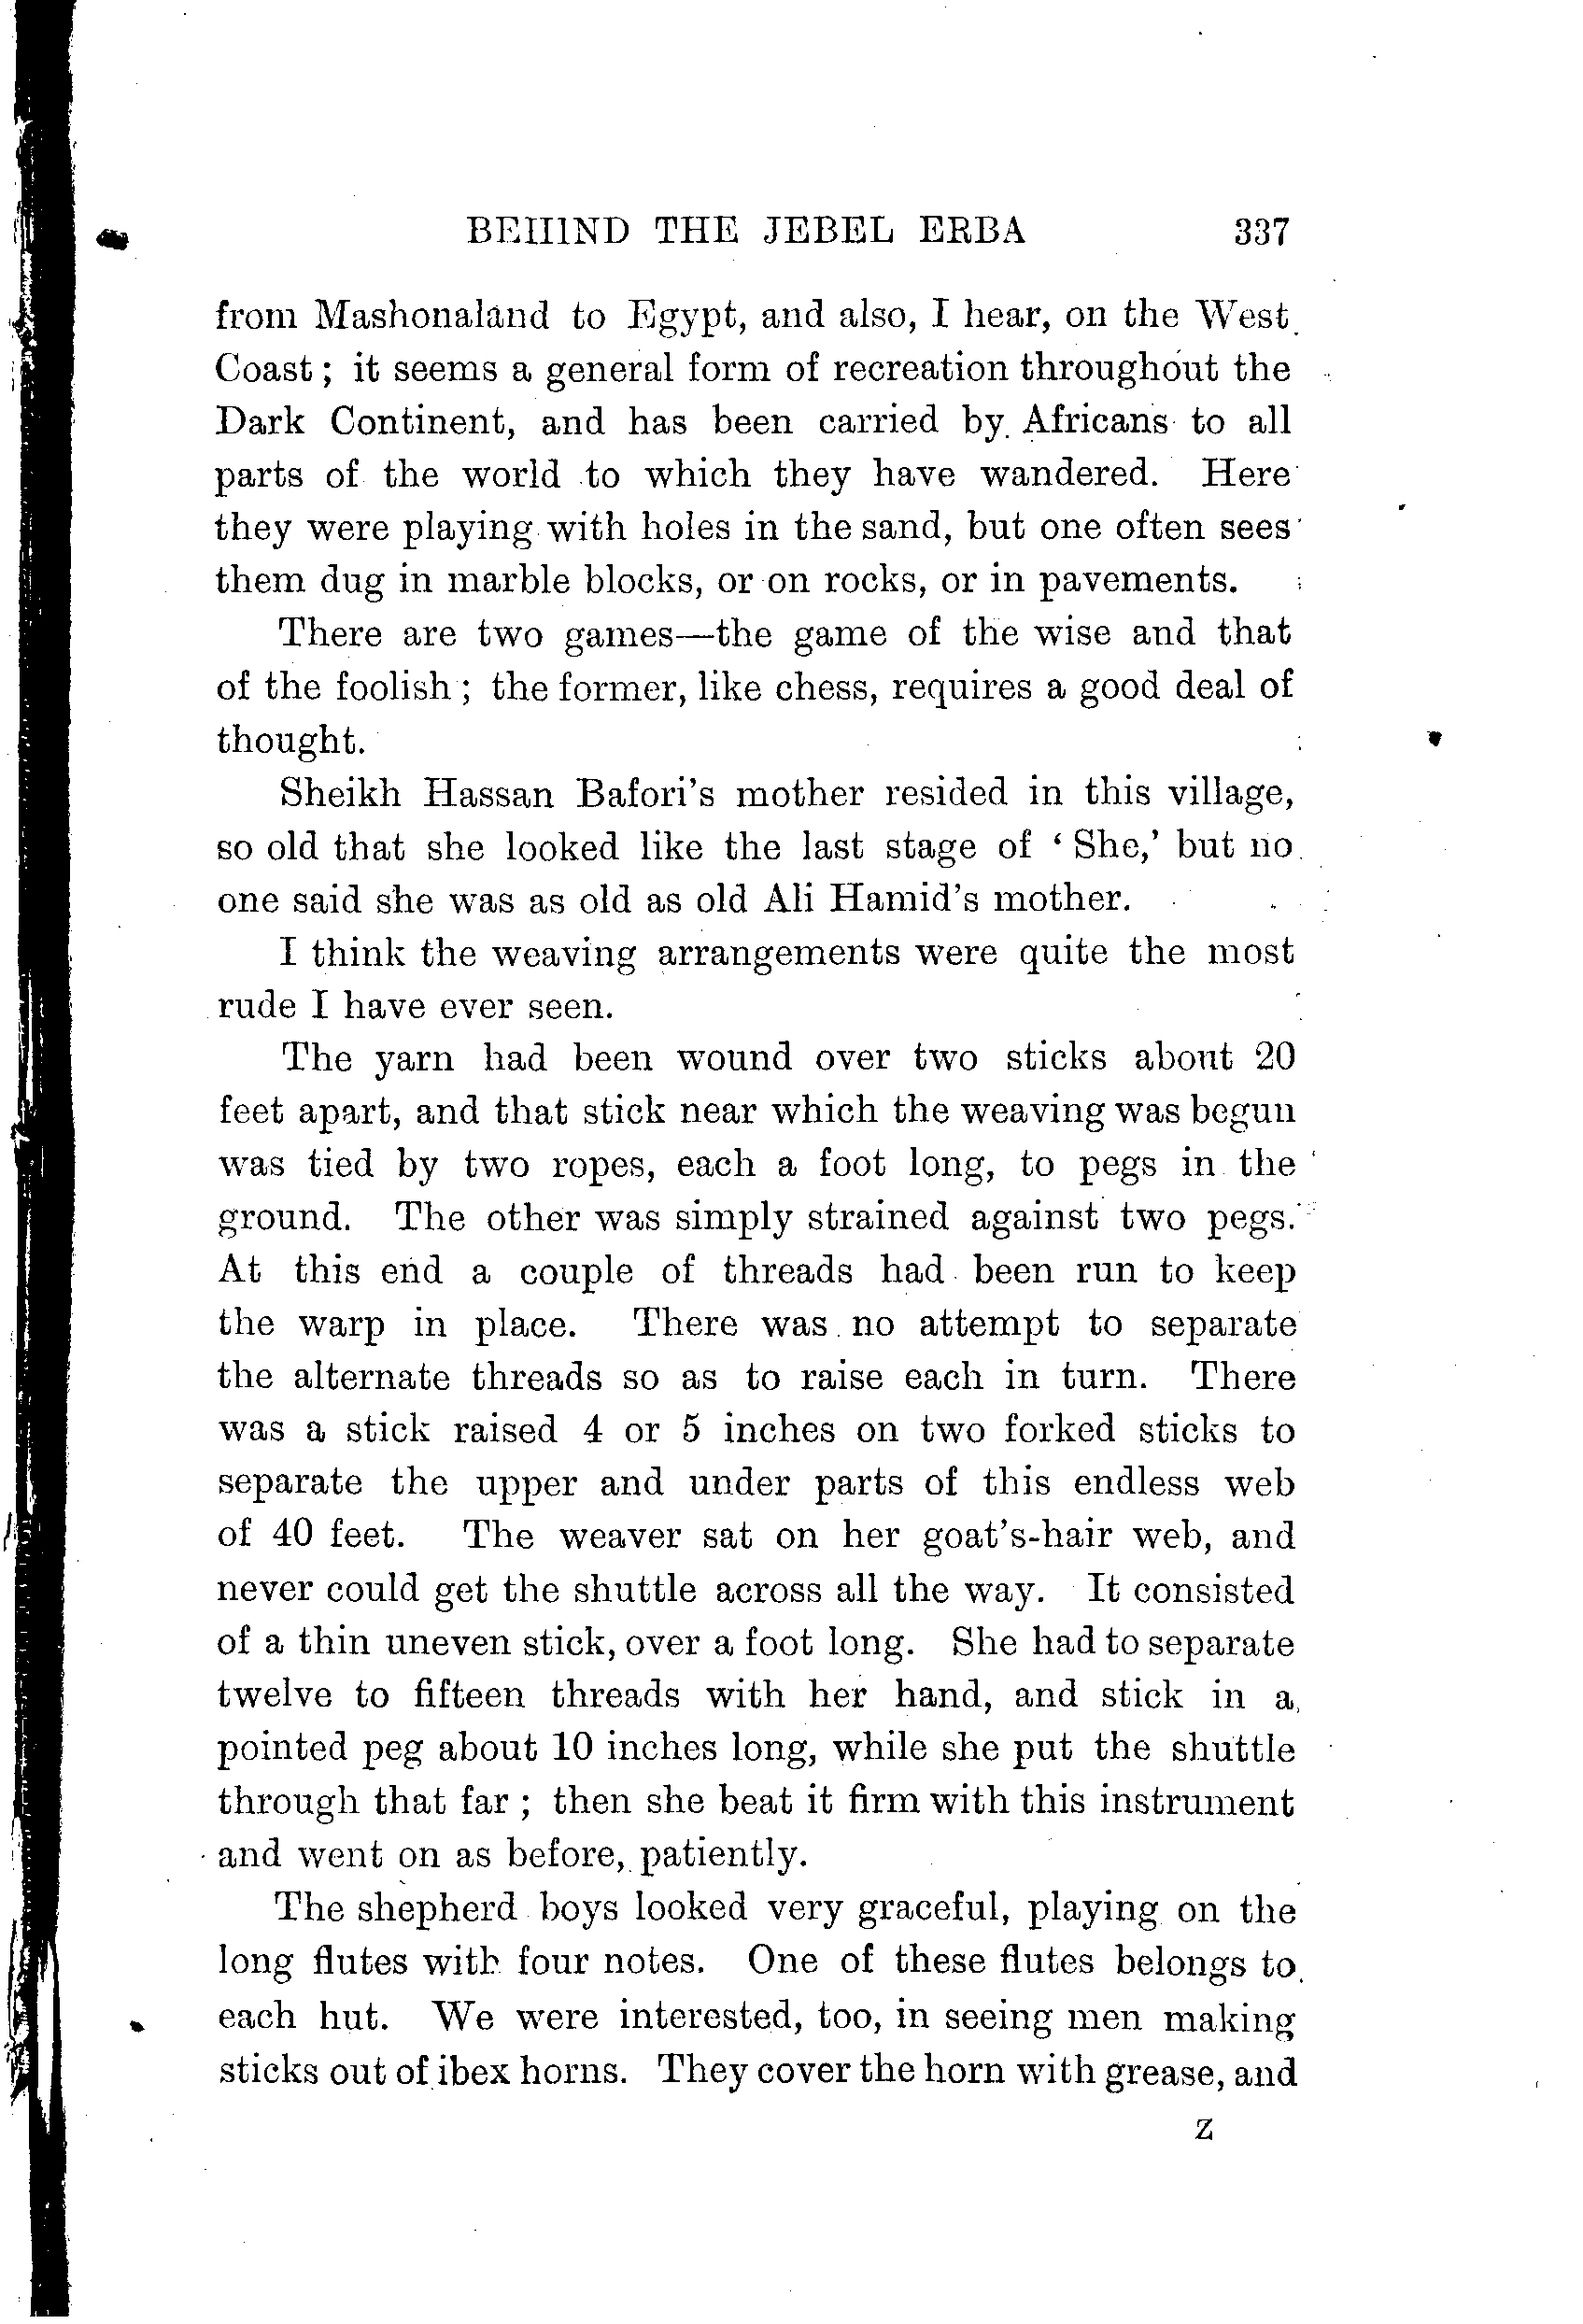 BEHIND THE JEBEL ERBA 337
from Mashonaland to Egypt, and also, I hear, on the West
Coast; it seems a general form of recreation throughout the
Dark Continent, and has been carried by Africans to all
parts of the world to which they have wandered. Here
they were playing with holes in the sand, but one often sees
them dug in marble blocks, or on rocks, or in pavements.
There are two games—the game of the wise and that
of the foolish; the former, like chess, requires a good deal of
thought.
Sheikh Hassan Bafori's mother resided in this village,
so old that she looked like the last stage of 'She,' but no
one said she was as old as old Ali Hamid's mother.
I think the weaving arrangements were quite the most
rude I have ever seen.
The yarn had been wound over two sticks about 20
feet apart, and that stick near which the weaving was begun
was tied by two ropes, each a foot long, to pegs in the
ground. The other was simply strained against two pegs.
At this end a couple of threads had been run to keep
the warp in place. There was no attempt to separate
the alternate threads so as to raise each in turn. There
was a stick raised 4 or 5 inches on two forked sticks to
separate the upper and under parts of this endless web
of 40 feet. The weaver sat on her goat's-hair web, and
never could get the shuttle across all the way. It consisted
of a thin uneven stick, over a foot long. She had to separate
twelve to fifteen threads with her hand, and stick in a
pointed peg about 10 inches long, while she put the shuttle
through that far; then she beat it firm with this instrument
and went on as before, patiently.
The shepherd boys looked very graceful, playing on the
long flutes with four notes. One of these flutes belongs to
each hut. We were interested, too, in seeing men making
sticks out of ibex horns. They cover the horn with grease, and
Z